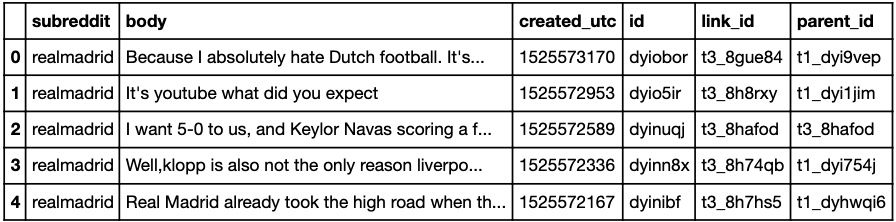 subreddit body created_utc id link_id parent_id
0 realmadrid Because I absolutely hate Dutch football. It's... 1525573170 dyiobor t3_8gue84 t1_dyi9vep
1 realmadrid It's youtube what did you expect 1525572953 dyio5ir t3_8h8rxy t1_dyi1jim
2 realmadrid I want 5-0 to us, and Keylor Navas scoring a f... 1525572589 dyinuqj t3_8hafod t3_8hafod
3 realmadrid Well,klopp is also not the only reason liverpo... 1525572336 dyinn8x t3_8h74qb t1_dyi754j
4 realmadrid Real Madrid already took the high road when th... 1525572167 dyinibf t3_8h7hs5 t1_dyhwqi6